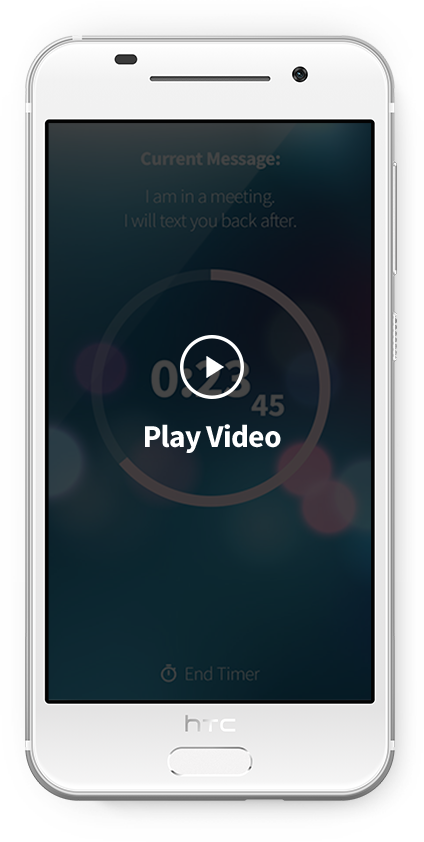 Current Message:
I am in a meeting.
I will text you back after.
0:23
45
Play Video
End Timer
hTC